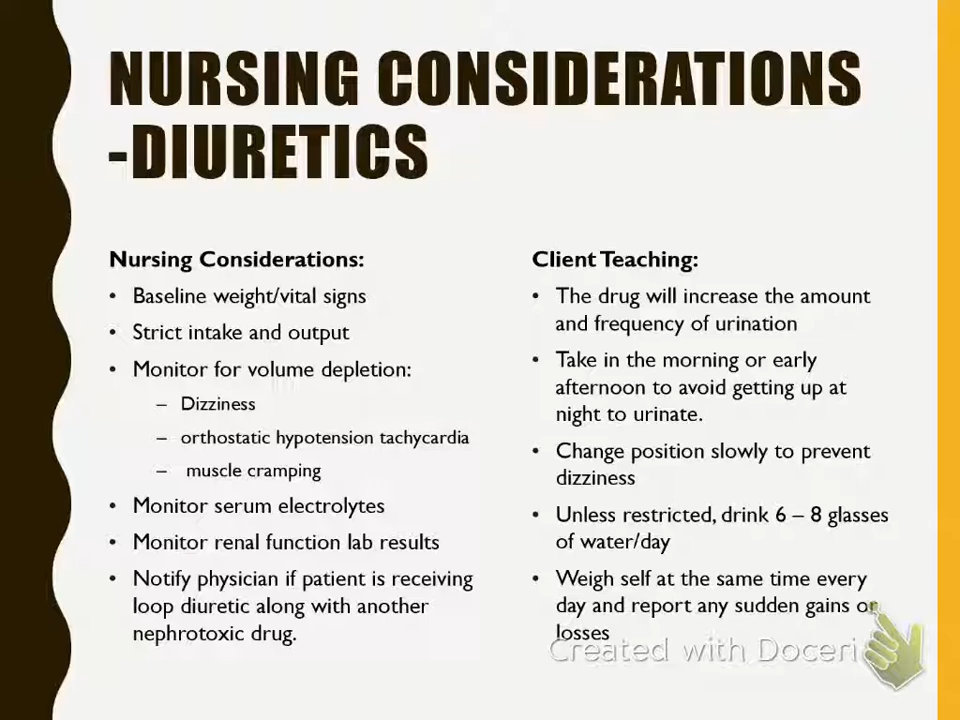 NURSING CONSIDERATIONS
-DIURETICS
Nursing Considerations:
• Baseline weight/vital signs
• Strict intake and output
• Monitor for volume depletion:
– Dizziness
– orthostatic hypotension tachycardia
– muscle cramping
• Monitor serum electrolytes
• Monitor renal function lab results
• Notify physician if patient is receiving
loop diuretic along with another
nephrotoxic drug.
Client Teaching:
• The drug will increase the amount
and frequency of urination
• Take in the morning or early
afternoon to avoid getting up at
night to urinate.
• Change position slowly to prevent
dizziness
• Unless restricted, drink 6 – 8 glasses
of water/day
• Weigh self at the same time every
day and report any sudden gains or
losses
Created with Doceri